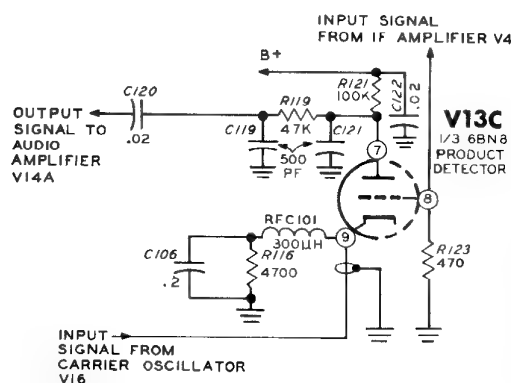 INPUT SIGNAL
FROM IF AMPLIFIER V4
B+
C120
.02
R121
100K
C122
.02
OUTPUT
SIGNAL TO
AUDIO
AMPLIFIER
V14A
C119
R119
47K
C121
500
PF
V13C
1/3 6BN8
PRODUCT
DETECTOR
7
8
9
RFC101
300µH
C106
.2
R116
4700
R123
470
INPUT
SIGNAL FROM
CARRIER OSCILLATOR
V16